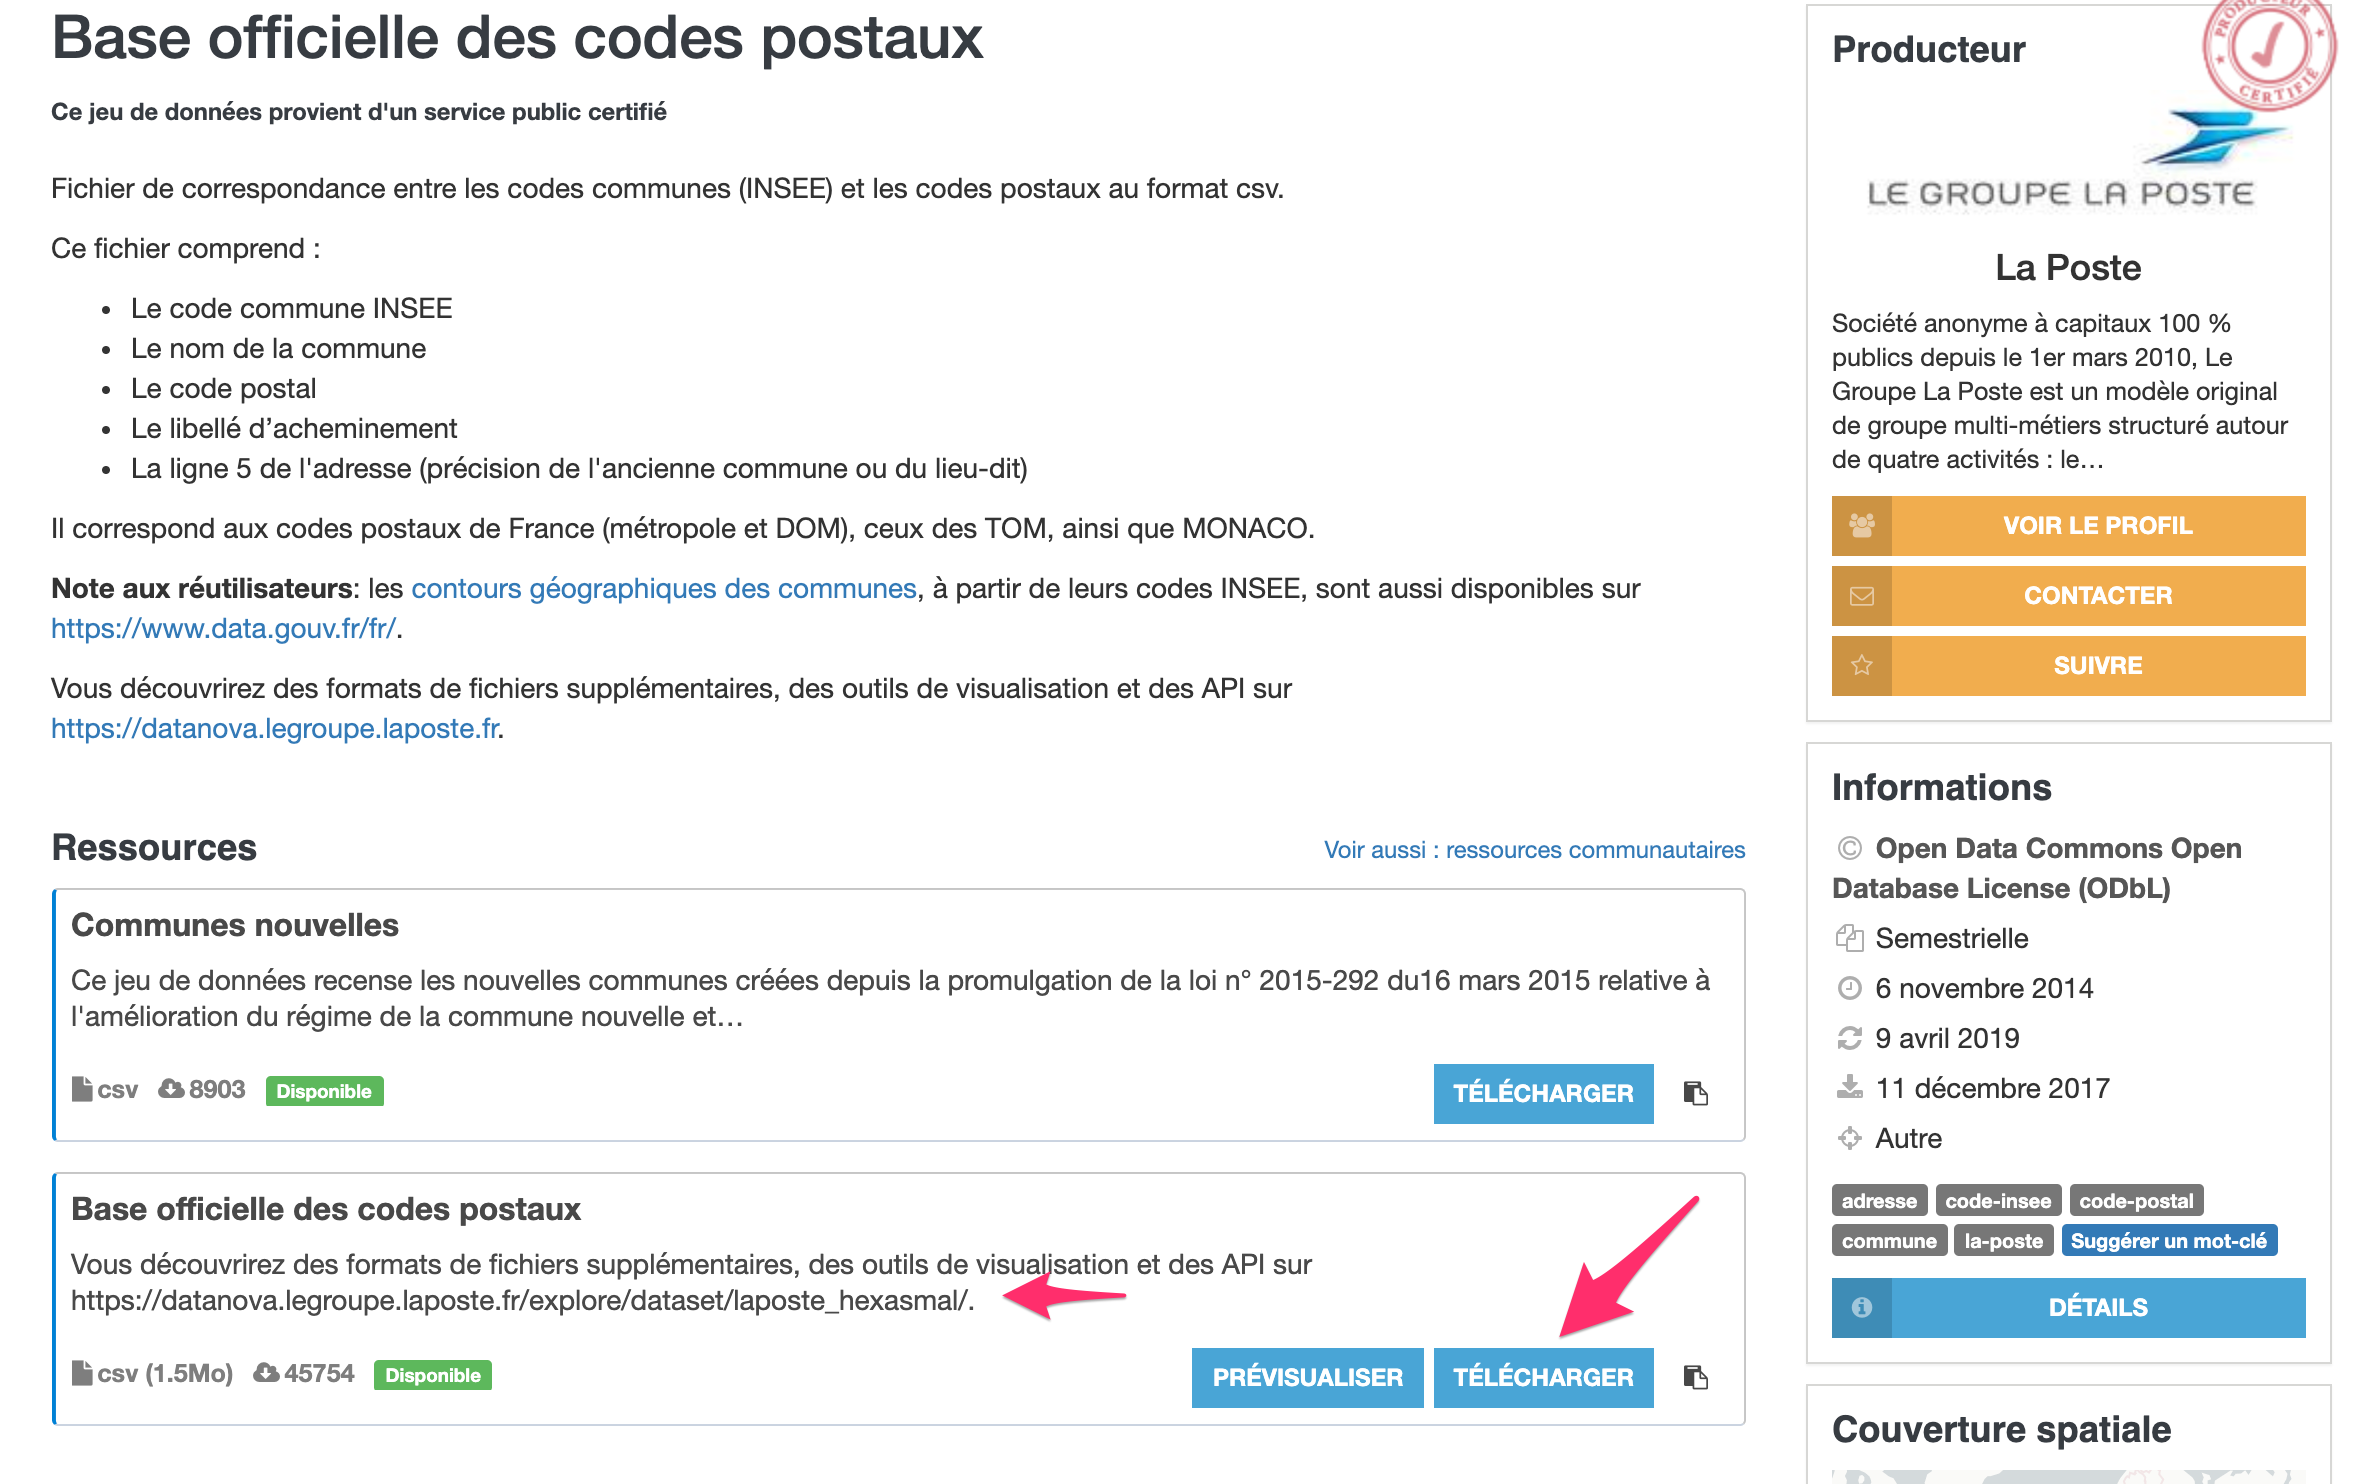 Base officielle des codes postaux
Ce jeu de données provient d'un service public certifié
Fichier de correspondance entre les codes communes (INSEE) et les codes postaux au format csv.
Ce fichier comprend :
• Le code commune INSEE
• Le nom de la commune
• Le code postal
• Le libellé d’acheminement
• La ligne 5 de l'adresse (précision de l'ancienne commune ou du lieu-dit)
Il correspond aux codes postaux de France (métropole et DOM), ceux des TOM, ainsi que MONACO.
Note aux réutilisateurs: les contours géographiques des communes, à partir de leurs codes INSEE, sont aussi disponibles sur
https://www.data.gouv.fr/fr/.
Vous découvrirez des formats de fichiers supplémentaires, des outils de visualisation et des API sur
https://datanova.legroupe.laposte.fr.
Ressources
Voir aussi : ressources communautaires
Communes nouvelles
Ce jeu de données recense les nouvelles communes créées depuis la promulgation de la loi n° 2015-292 du16 mars 2015 relative à
l'amélioration du régime de la commune nouvelle et…
csv 8903 Disponible
TÉLÉCHARGER
Base officielle des codes postaux
Vous découvrirez des formats de fichiers supplémentaires, des outils de visualisation et des API sur
https://datanova.legroupe.laposte.fr/explore/dataset/laposte_hexasmal/.
csv (1.5Mo) 45754 Disponible
PRÉVISUALISER TÉLÉCHARGER
Producteur
PRODUCTEUR CERTIFIÉ
LE GROUPE LA POSTE
La Poste
Société anonyme à capitaux 100 %
publics depuis le 1er mars 2010, Le
Groupe La Poste est un modèle original
de groupe multi-métiers structuré autour
de quatre activités : le…
VOIR LE PROFIL
CONTACTER
SUIVRE
Informations
© Open Data Commons Open
Database License (ODbL)
Semestrielle
6 novembre 2014
9 avril 2019
11 décembre 2017
Autre
adresse code-insee code-postal
commune la-poste Suggérer un mot-clé
DÉTAILS
Couverture spatiale